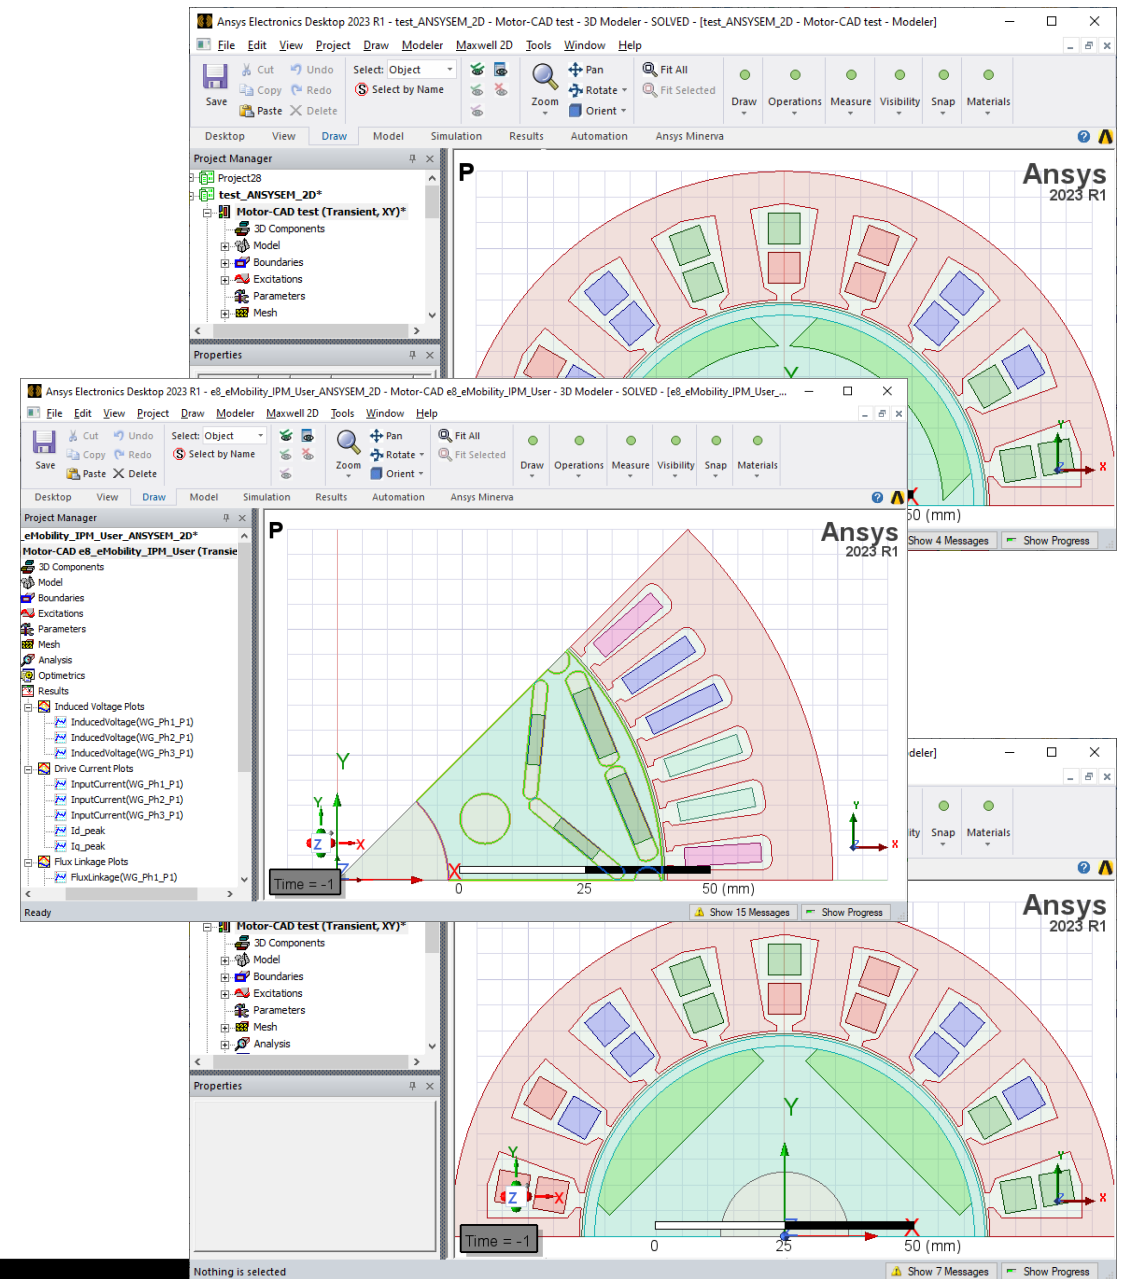 Ansys Electronics Desktop 2023 R1 - test_ANSYSEM_2D - Motor-CAD test - 3D Modeler - SOLVED - [test_ANSYSEM_2D - Motor-CAD test - Modeler]
File Edit View Project Draw Modeler Maxwell 2D Tools Window Help
Save
Cut Undo
Copy Redo
Paste Delete
Select: Object
Select by Name
Zoom
Pan
Rotate
Orient
Fit All
Fit Selected
Draw Operations Measure Visibility Snap Materials
Desktop View Draw Model Simulation Results Automation Ansys Minerva
Project Manager
Project28
test_ANSYSEM_2D*
Motor-CAD test (Transient, XY)*
3D Components
Model
Boundaries
Excitations
Parameters
Mesh
Properties
P
Ansys
2023 R1
Y
Y
X
X
50 (mm)
Show 4 Messages Show Progress
Ansys Electronics Desktop 2023 R1 - e8_eMobility_IPM_User_ANSYSEM_2D - Motor-CAD e8_eMobility_IPM_User - 3D Modeler - SOLVED - [e8_eMobility_IPM_User_...
File Edit View Project Draw Modeler Maxwell 2D Tools Window Help
Save
Cut Undo
Copy Redo
Paste Delete
Select: Object
Select by Name
Zoom
Pan
Rotate
Orient
Fit All
Fit Selected
Draw Operations Measure Visibility Snap Materials
Desktop View Draw Model Simulation Results Automation Ansys Minerva
Project Manager
_eMobility_IPM_User_ANSYSEM_2D*
Motor-CAD e8_eMobility_IPM_User (Transie
3D Components
Model
Boundaries
Excitations
Parameters
Mesh
Analysis
Optimetrics
Results
Induced Voltage Plots
InducedVoltage(WG_Ph1_P1)
InducedVoltage(WG_Ph2_P1)
InducedVoltage(WG_Ph3_P1)
Drive Current Plots
InputCurrent(WG_Ph1_P1)
InputCurrent(WG_Ph2_P1)
InputCurrent(WG_Ph3_P1)
Id_peak
Iq_peak
Flux Linkage Plots
FluxLinkage(WG_Ph1_P1)
P
Ansys
2023 R1
Y
Y
Z
X
Z
X
Y
X
Time = -1
0 25 50 (mm)
Ready
Show 15 Messages Show Progress
deler]
ity Snap Materials
Motor-CAD test (Transient, XY)*
3D Components
Model
Boundaries
Excitations
Parameters
Mesh
Analysis
Properties
Ansys
2023 R1
Y
Y
Z
X
Y
X
X
Time = -1
0 25 50 (mm)
Nothing is selected
Show 7 Messages Show Progress